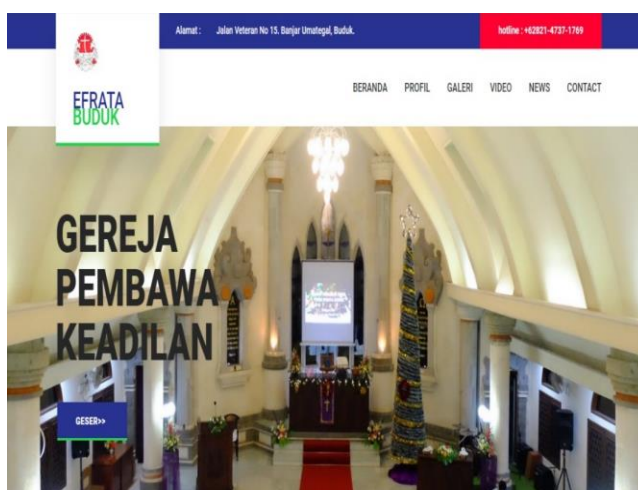 Alamat : Jalan Veteran No 15. Banjar Umategal, Buduk.
hotline : +62821-4737-1769
EFRATA
BUDUK
BERANDA PROFIL GALERI VIDEO NEWS CONTACT
GEREJA
PEMBAWA
KEADILAN
GESER>>